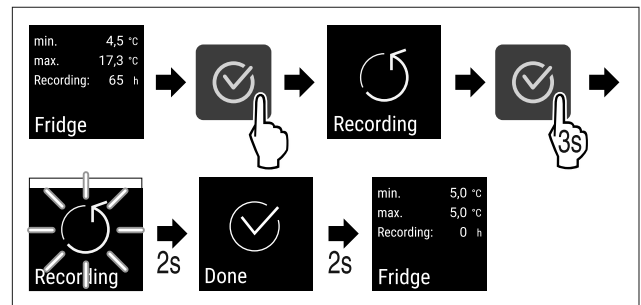 min. 4,5 °C
max. 17,3 °C
Recording: 65 h
Fridge
Recording
3s
Recording
2s
Done
2s
min. 5,0 °C
max. 5,0 °C
Recording: 0 h
Fridge